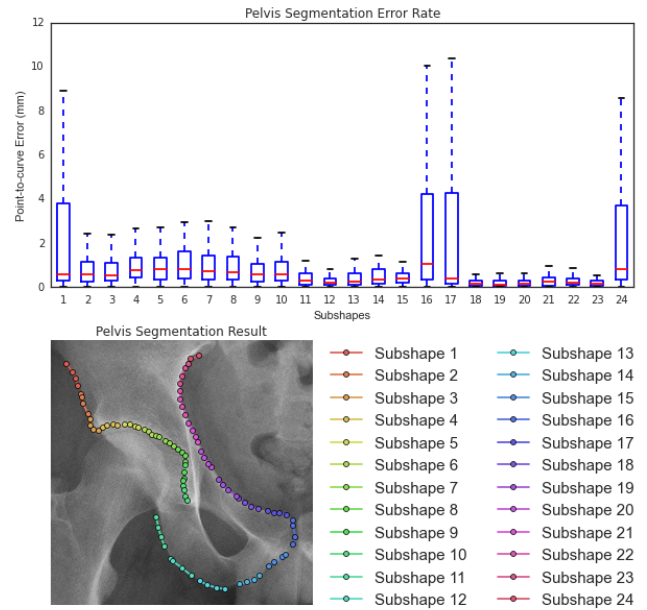 Pelvis Segmentation Error Rate
12
10
8
6
4
2
0
Point-to-curve Error (mm)
1 2 3 4 5 6 7 8 9 10 11 12 13 14 15 16 17 18 19 20 21 22 23 24
Subshapes
Pelvis Segmentation Result
Subshape 1
Subshape 2
Subshape 3
Subshape 4
Subshape 5
Subshape 6
Subshape 7
Subshape 8
Subshape 9
Subshape 10
Subshape 11
Subshape 12
Subshape 13
Subshape 14
Subshape 15
Subshape 16
Subshape 17
Subshape 18
Subshape 19
Subshape 20
Subshape 21
Subshape 22
Subshape 23
Subshape 24